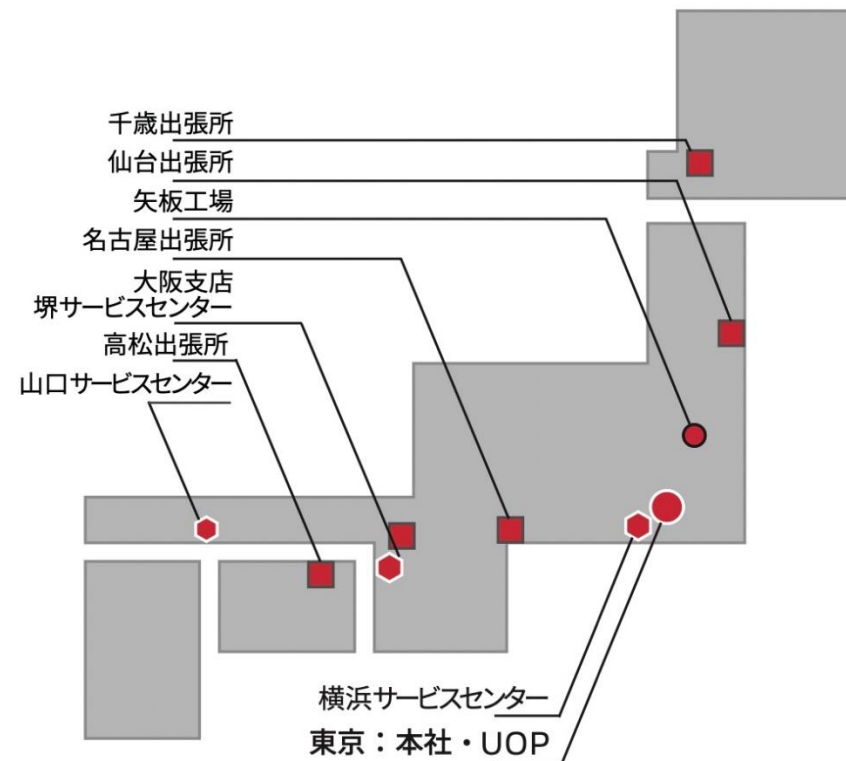 千歳出張所
仙台出張所
矢板工場
名古屋出張所
大阪支店
堺サービスセンター
高松出張所
山口サービスセンター
横浜サービスセンター
東京：本社・UOP